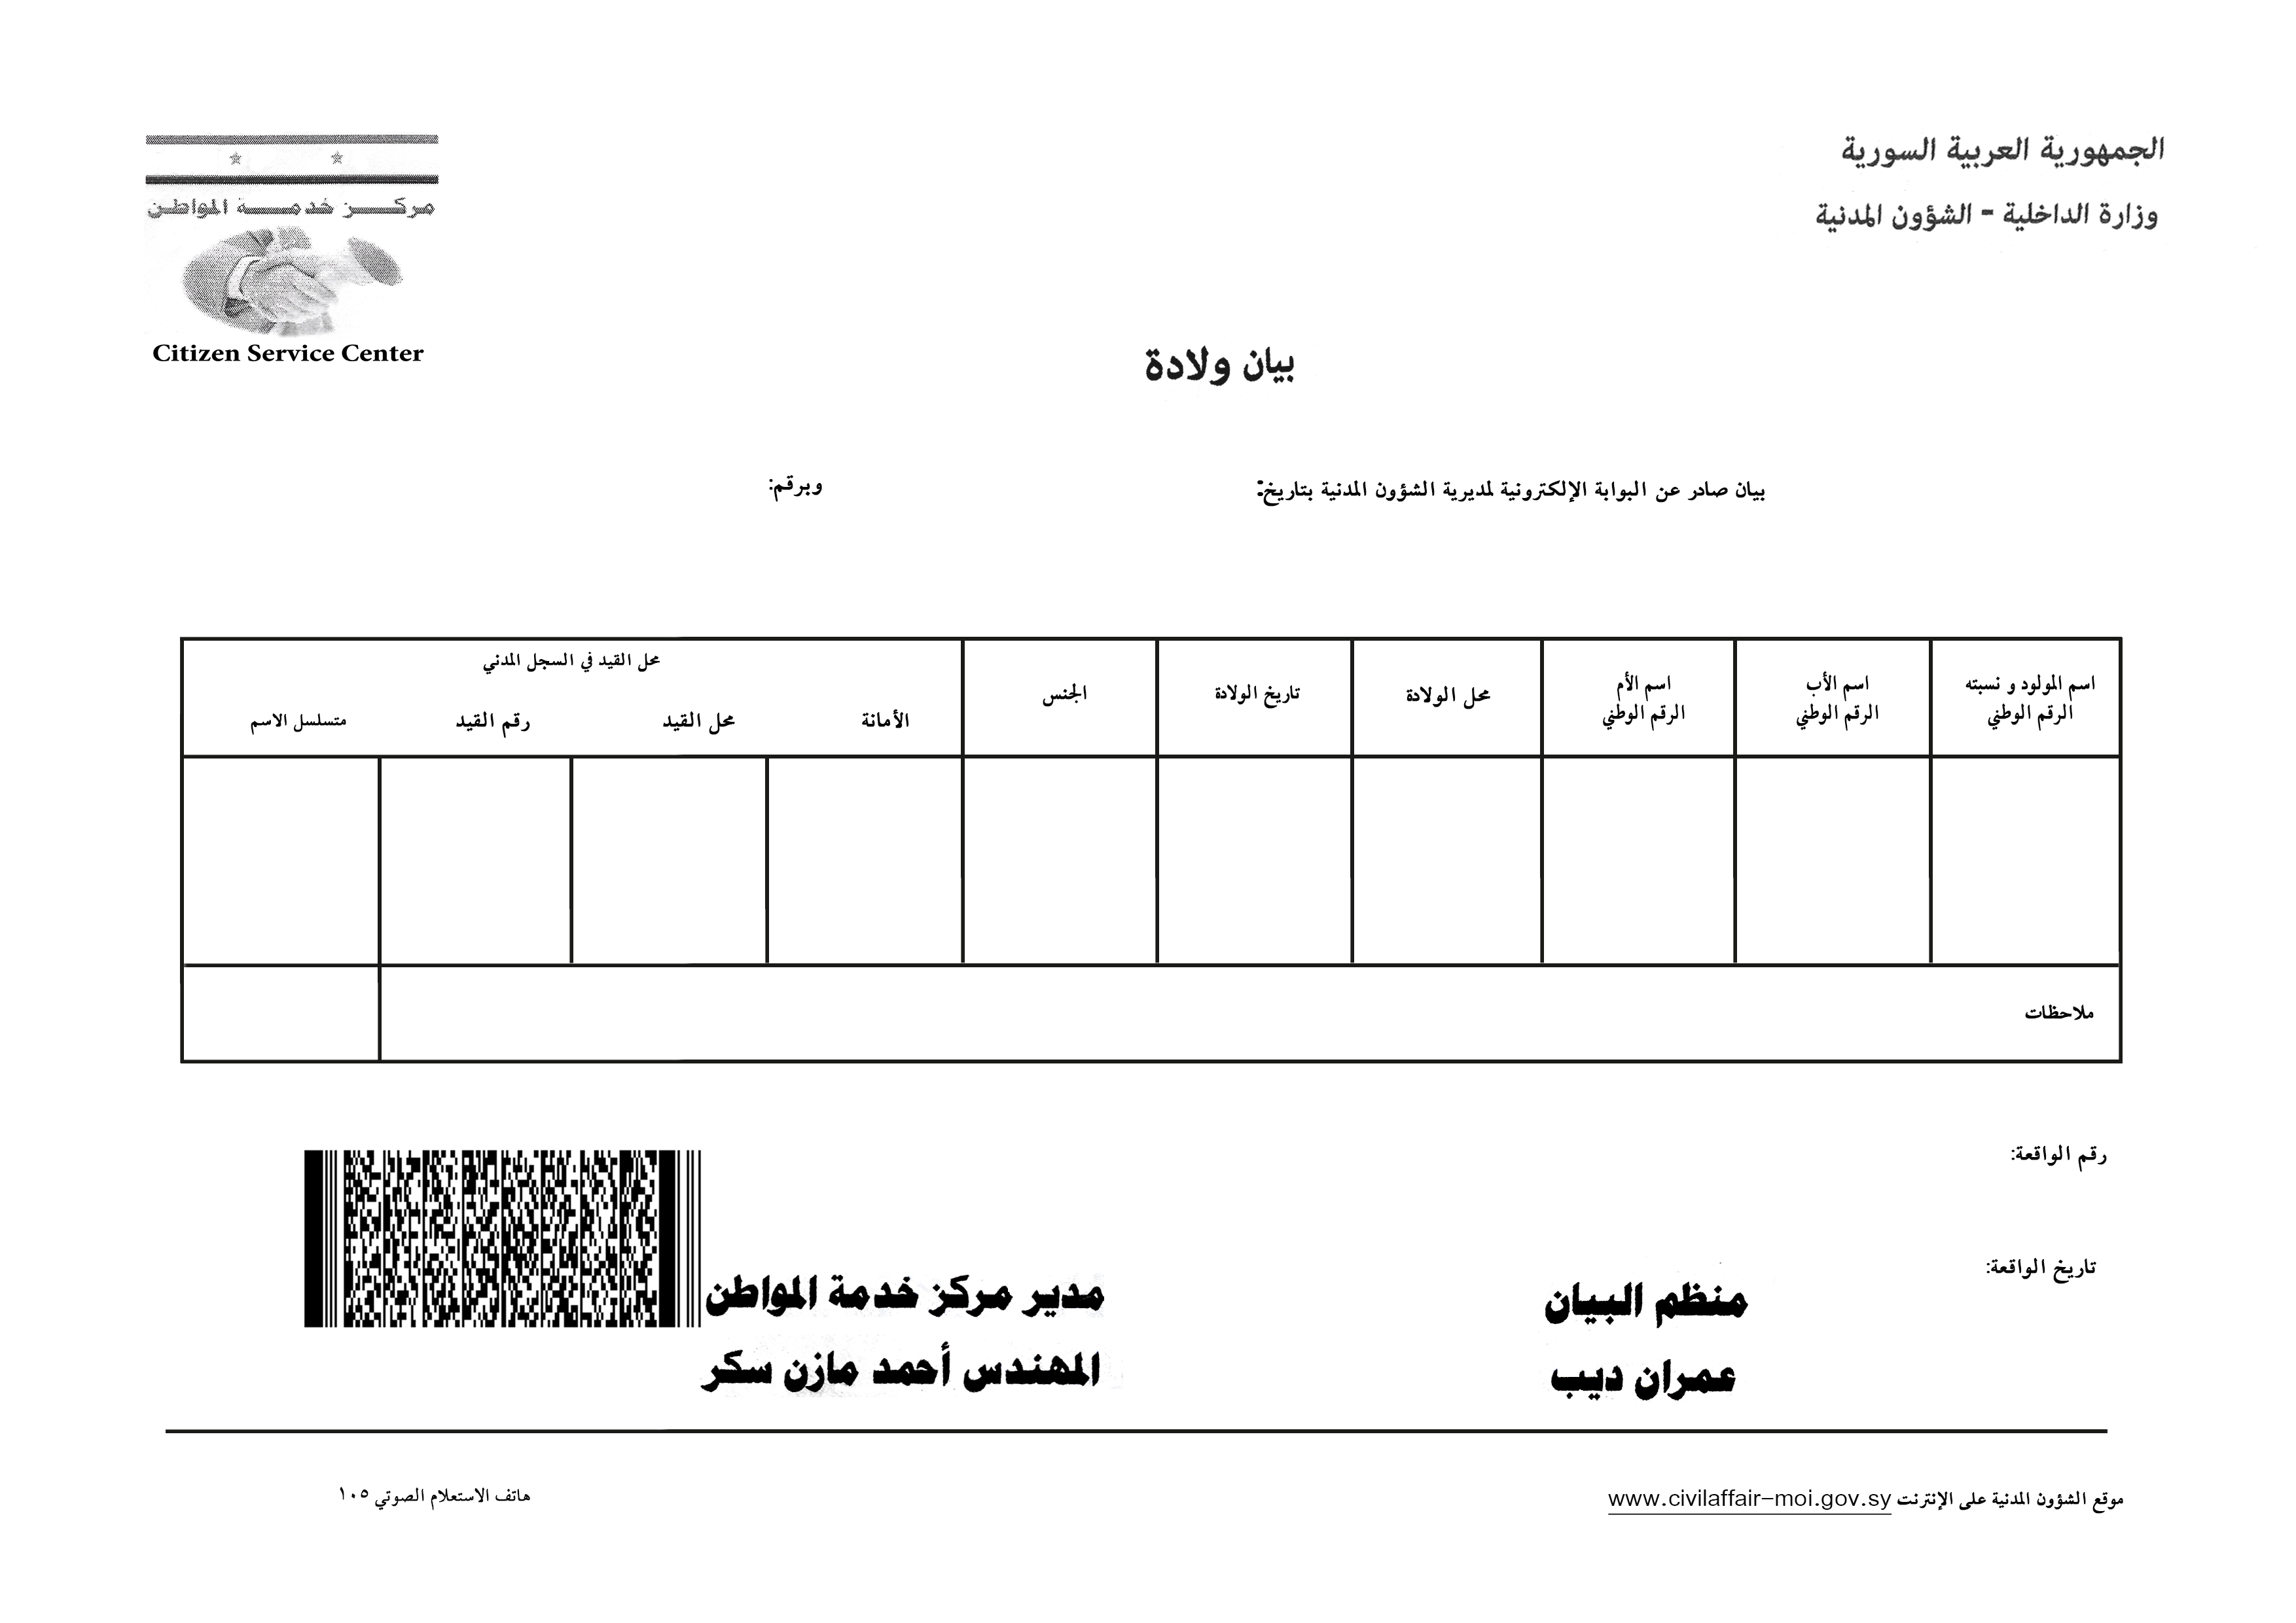 الجمهورية العربية السورية
وزارة الداخلية - الشؤون المدنية
مركز خدمة المواطن
Citizen Service Center
بيان ولادة
بيان صادر عن البوابة الإلكترونية لمديرية الشؤون المدنية بتاريخ:
وبرقم:
اسم المولود و نسبته
الرقم الوطني
اسم الأب
الرقم الوطني
اسم الأم
الرقم الوطني
محل الولادة
تاريخ الولادة
الجنس
محل القيد في السجل المدني
الأمانة
محل القيد
رقم القيد
متسلسل الاسم
ملاحظات
رقم الواقعة:
تاريخ الواقعة:
منظم البيان
عمران ديب
مدير مركز خدمة المواطن
المهندس أحمد مازن سكر
موقع الشؤون المدنية على الإنترنت www.civilaffair-moi.gov.sy
هاتف الاستعلام الصوتي ١٠٥